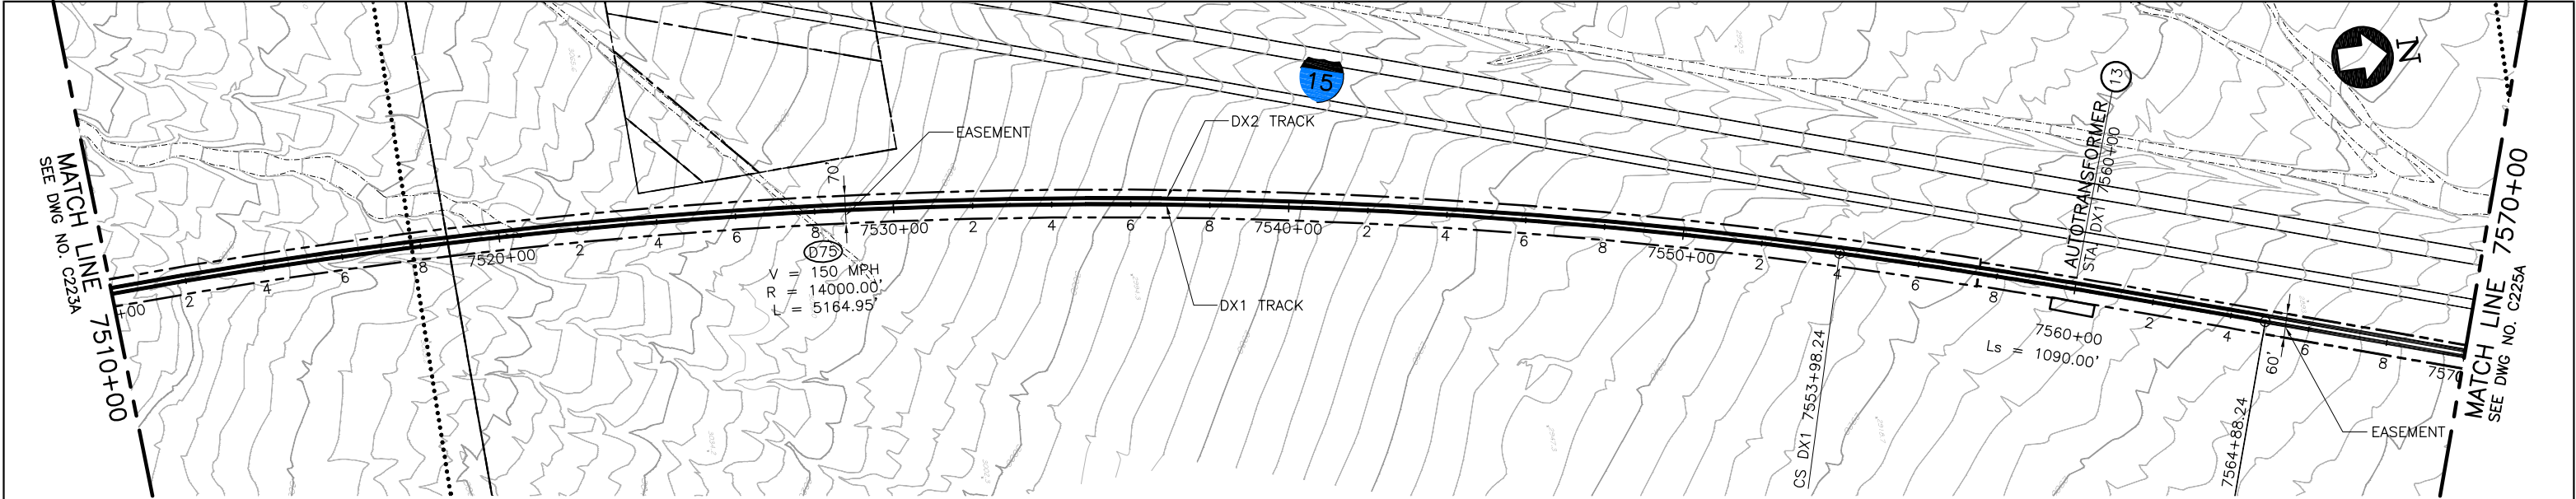 MATCH LINE 7510+00
SEE DWG NO. C223A
+00
2
4
6
8
7520+00
2
4
6
8
7530+00
2
4
6
8
7540+00
2
4
6
8
7550+00
2
4
6
8
7560+00
2
4
6
8
7570
D75
V = 150 MPH
R = 14000.00'
L = 5164.95'
70'
EASEMENT
DX2 TRACK
DX1 TRACK
15
CS DX1 7553+98.24
AUTOTRANSFORMER
STA. DX1 7560+00
13
Ls = 1090.00'
7564+88.24
60'
EASEMENT
N
MATCH LINE 7570+00
SEE DWG NO. C225A